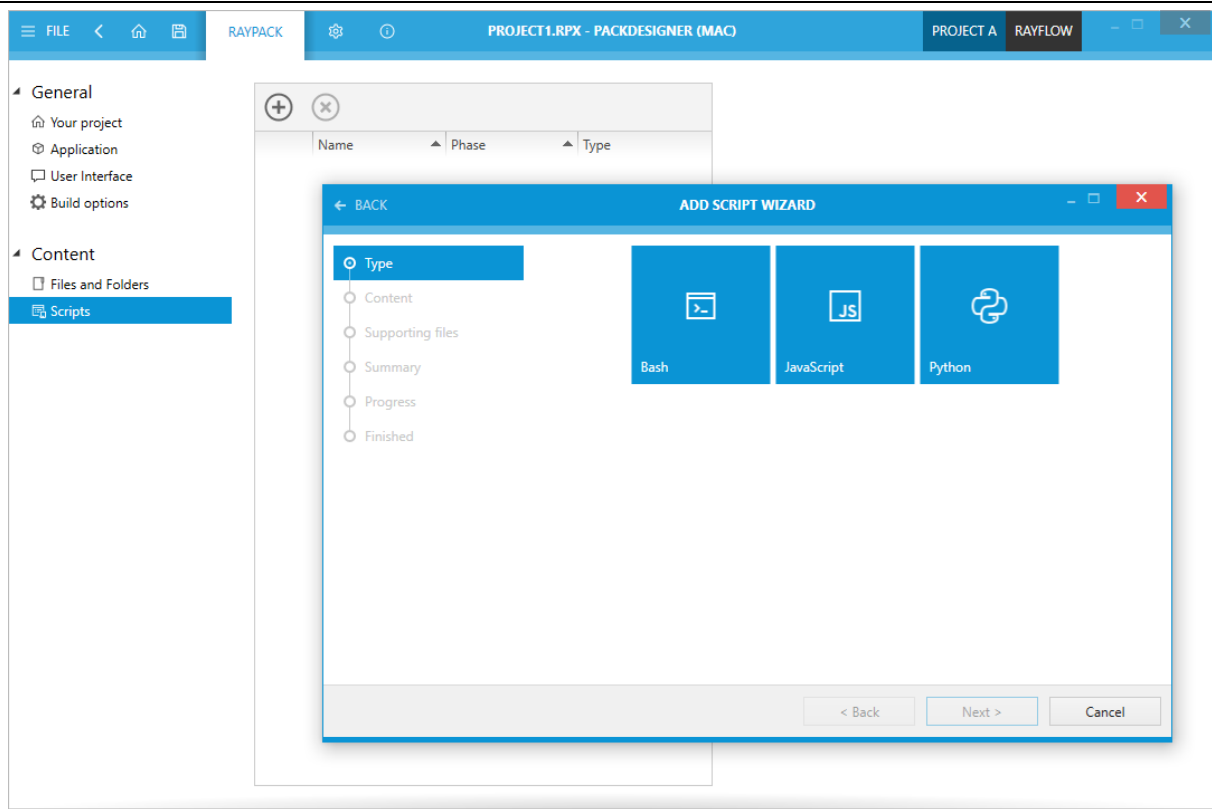 FILE RAYPACK PROJECT1.RPX - PACKDESIGNER (MAC) PROJECT A RAYFLOW
General
Your project
Application
User Interface
Build options
Content
Files and Folders
Scripts
Name Phase Type
BACK ADD SCRIPT WIZARD
Type
Content
Supporting files
Summary
Progress
Finished
JS
Bash JavaScript Python
< Back Next > Cancel